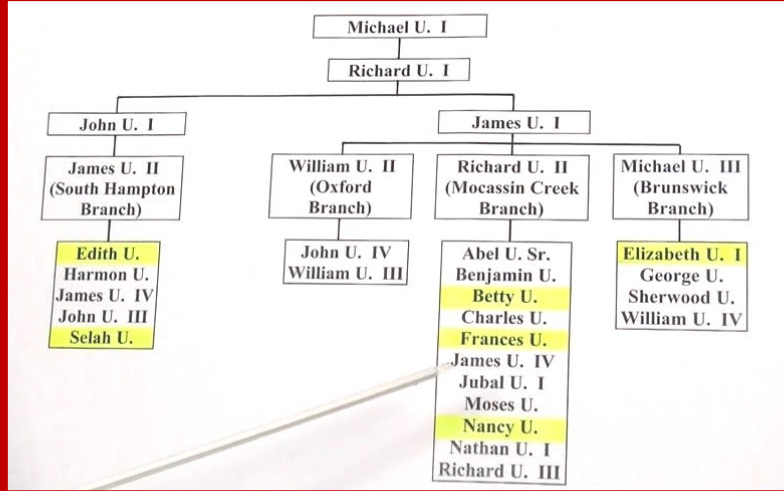 Michael U. I
Richard U. I
John U. I
James U. I
James U. II
(South Hampton
Branch)
William U. II
(Oxford
Branch)
Richard U. II
(Mocassin Creek
Branch)
Michael U. III
(Brunswick
Branch)
Edith U.
Harmon U.
James U. IV
John U. III
Selah U.
John U. IV
William U. III
Abel U. Sr.
Benjamin U.
Betty U.
Charles U.
Frances U.
James U. IV
Jubal U. I
Moses U.
Nancy U.
Nathan U. I
Richard U. III
Elizabeth U. I
George U.
Sherwood U.
William U. IV